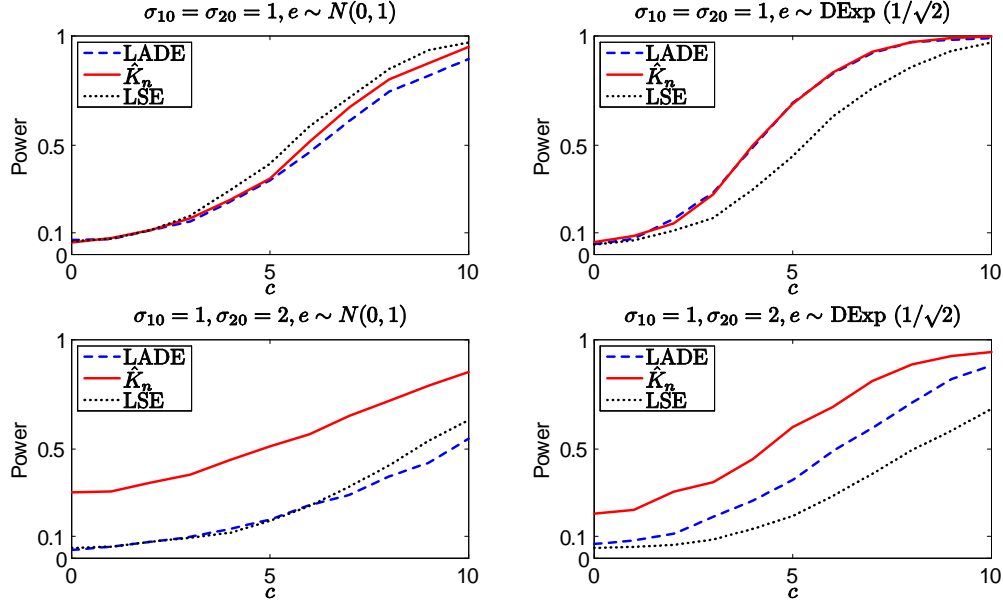 σ₁₀ = σ₂₀ = 1, e ∼ N(0, 1)
1
0.5
0.1
0
Power
LADE
K̂ₙ
LSE
0
5
10
c
σ₁₀ = σ₂₀ = 1, e ∼ DExp (1/√2)
1
0.5
0.1
0
Power
LADE
K̂ₙ
LSE
0
5
10
c
σ₁₀ = 1, σ₂₀ = 2, e ∼ N(0, 1)
1
0.5
0.1
0
Power
LADE
K̂ₙ
LSE
0
5
10
c
σ₁₀ = 1, σ₂₀ = 2, e ∼ DExp (1/√2)
1
0.5
0.1
0
Power
LADE
K̂ₙ
LSE
0
5
10
c